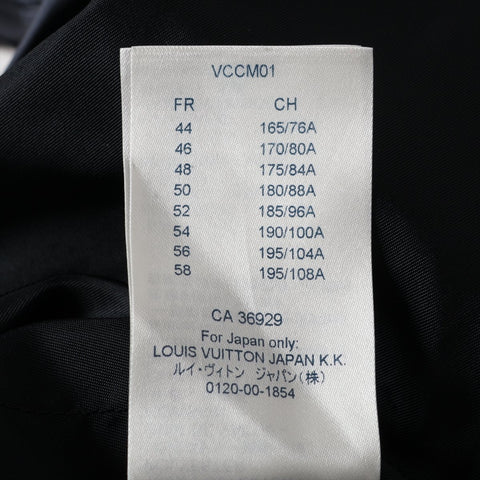 VCCM01
FR CH
44 165/76A
46 170/80A
48 175/84A
50 180/88A
52 185/96A
54 190/100A
56 195/104A
58 195/108A
CA 36929
For Japan only:
LOUIS VUITTON JAPAN K.K.
ルイ・ヴィトン ジャパン(株)
0120-00-1854